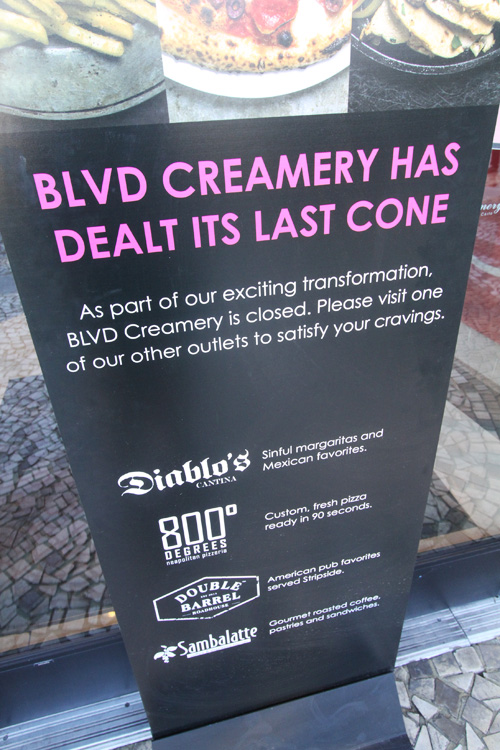 BLVD CREAMERY HAS
DEALT ITS LAST CONE
As part of our exciting transformation,
BLVD Creamery is closed. Please visit one
of our other outlets to satisfy your cravings.
Diablo's
CANTINA
Sinful margaritas and
Mexican favorites.
800°
DEGREES
neapolitan pizzeria
Custom, fresh pizza
ready in 90 seconds.
DOUBLE
BARREL
ROADHOUSE
American pub favorites
served Stripside.
Sambalatte
Gourmet roasted coffee,
pastries and sandwiches.